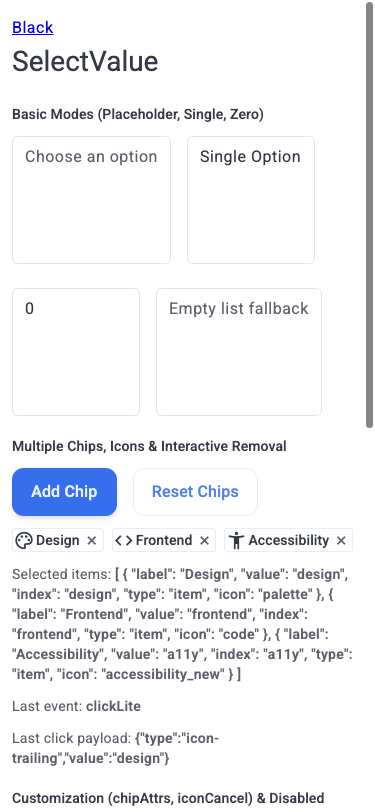 Black
SelectValue
Basic Modes (Placeholder, Single, Zero)
Choose an option
Single Option
0
Empty list fallback
Multiple Chips, Icons & Interactive Removal
Add Chip
Reset Chips
Design
Frontend
Accessibility
Selected items: [ { "label": "Design", "value": "design",
"index": "design", "type": "item", "icon": "palette" }, {
"label": "Frontend", "value": "frontend", "index":
"frontend", "type": "item", "icon": "code" }, { "label":
"Accessibility", "value": "a11y", "index": "a11y", "type":
"item", "icon": "accessibility_new" } ]
Last event: clickLite
Last click payload: {"type":"icon-
trailing","value":"design"}
Customization (chipAttrs, iconCancel) & Disabled